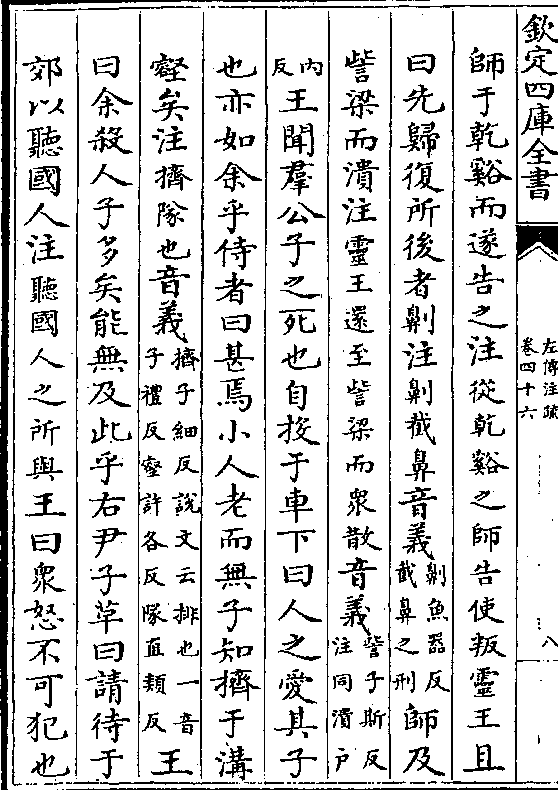 欽定四庫全書
左傳注疏
卷四十六
八
師于乾谿而遂告之注從乾谿之師告使叛靈王且
曰先歸復所後者劓注劓截鼻音義劓魚器反截鼻之刑師及
訾梁而潰注靈王還至訾梁而衆散音義訾子斯反注同潰戸
内反王聞羣公子之死也自投于車下曰人之愛其子
也亦如余乎侍者曰甚焉小人老而無子知擠于溝
壑矣注擠隊也音義擠子細反說文云排也一音子禮反壑許各反隊直類反王
曰余殺人子多矣能無及此乎右尹子革曰請待于
郊以聽國人注聽國人之所與王曰衆怒不可犯也